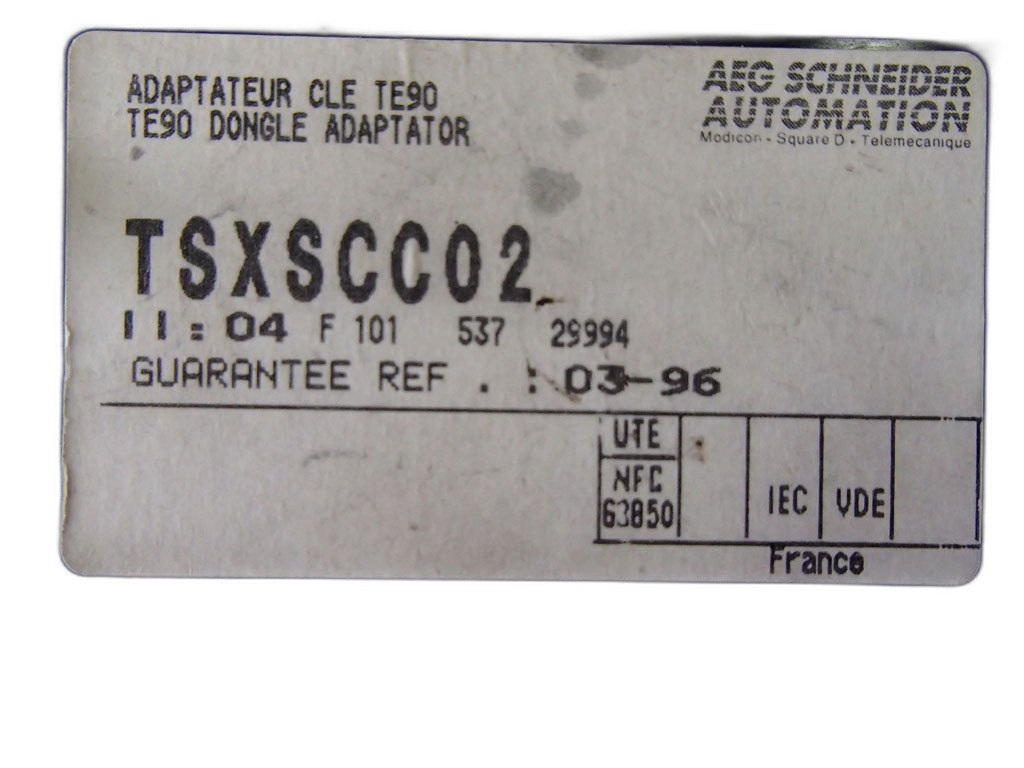 ADAPTATEUR CLE TE90
TE90 DONGLE ADAPTATOR
AEG SCHNEIDER
AUTOMATION
Modicon - Square D - Telemecanique
TSXSCC02
II : 04 F 101 537 29994
GUARANTEE REF . : 03-96
UTE
NFC
63850
IEC
VDE
France